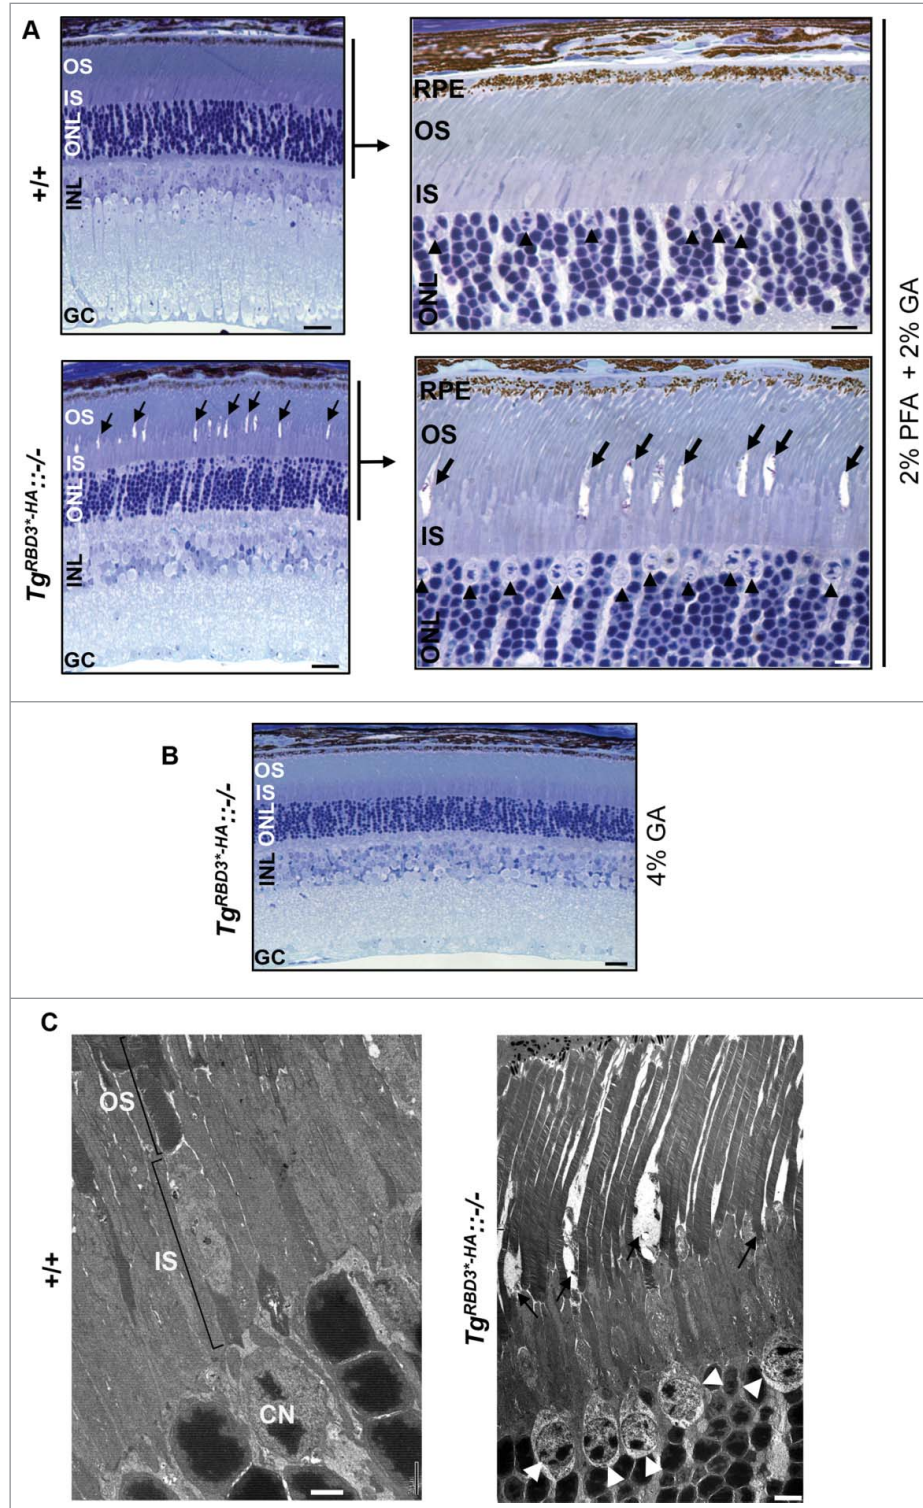 A
+/+
OS
IS
ONL
INL
GC
RPE
OS
IS
ONL
Tg^RBD3*-HA::-/-
OS
IS
ONL
INL
GC
RPE
OS
IS
ONL
2% PFA + 2% GA
B
Tg^RBD3*-HA::-/-
OS
IS
ONL
INL
GC
4% GA
C
+/+
OS
IS
CN
Tg^RBD3*-HA::-/-